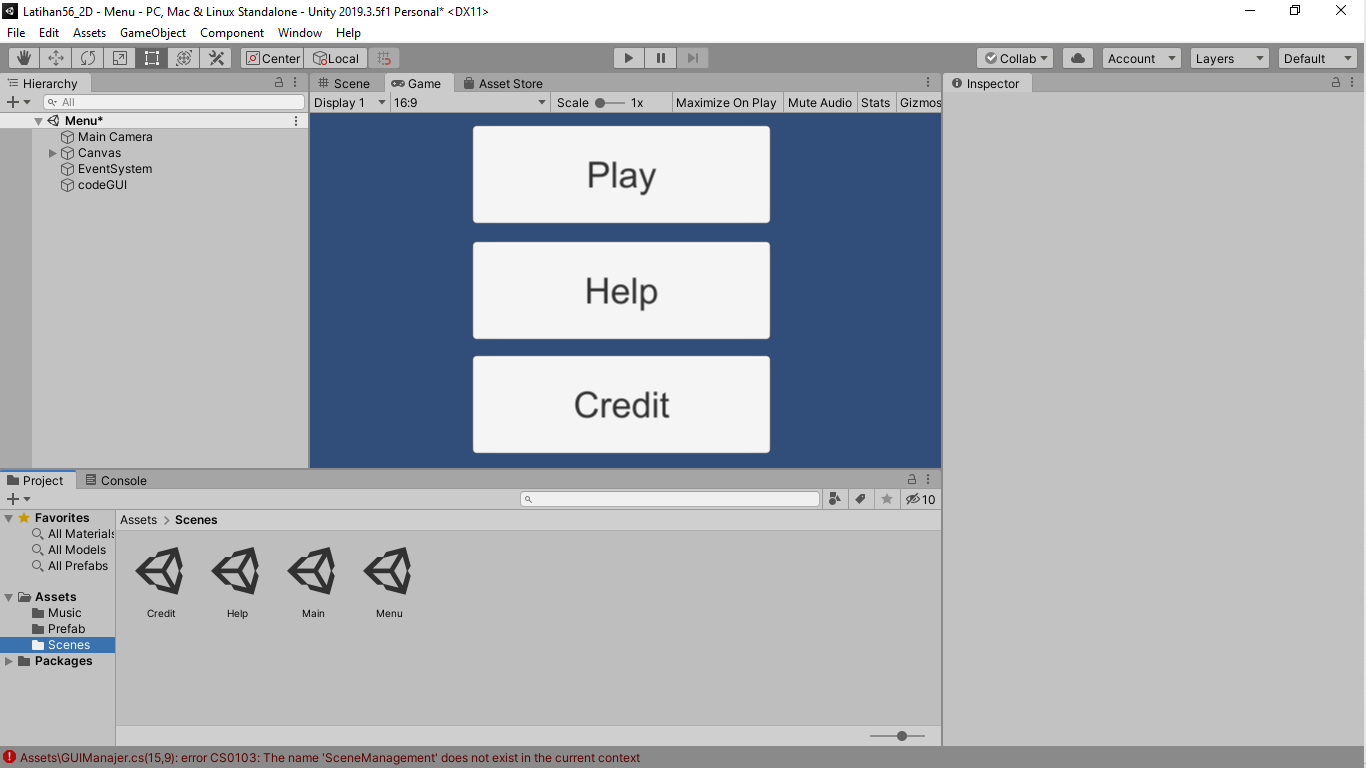 Latihan56_2D - Menu - PC, Mac & Linux Standalone - Unity 2019.3.5f1 Personal* <DX11>
File Edit Assets GameObject Component Window Help
Center Local Collab Account Layers Default
Hierarchy
All
Menu*
Main Camera
Canvas
EventSystem
codeGUI
Scene Game Asset Store
Display 1 16:9 Scale 1x Maximize On Play Mute Audio Stats Gizmos
Play
Help
Credit
Inspector
Project Console
10
Favorites
All Materials
All Models
All Prefabs
Assets
Music
Prefab
Scenes
Packages
Assets > Scenes
Credit Help Main Menu
Assets\GUIManajer.cs(15,9): error CS0103: The name 'SceneManagement' does not exist in the current context